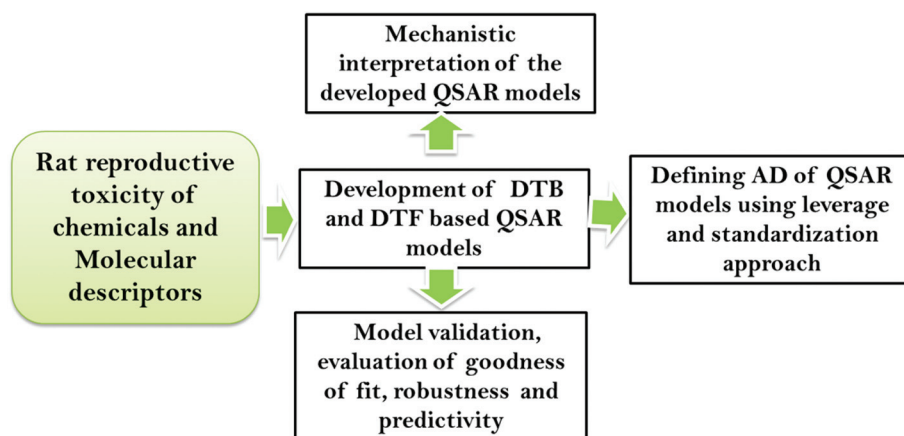 Mechanistic
interpretation of the
developed QSAR models
Rat reproductive
toxicity of
chemicals and
Molecular
descriptors
Development of DTB
and DTF based QSAR
models
Defining AD of QSAR
models using leverage
and standardization
approach
Model validation,
evaluation of goodness
of fit, robustness and
predictivity